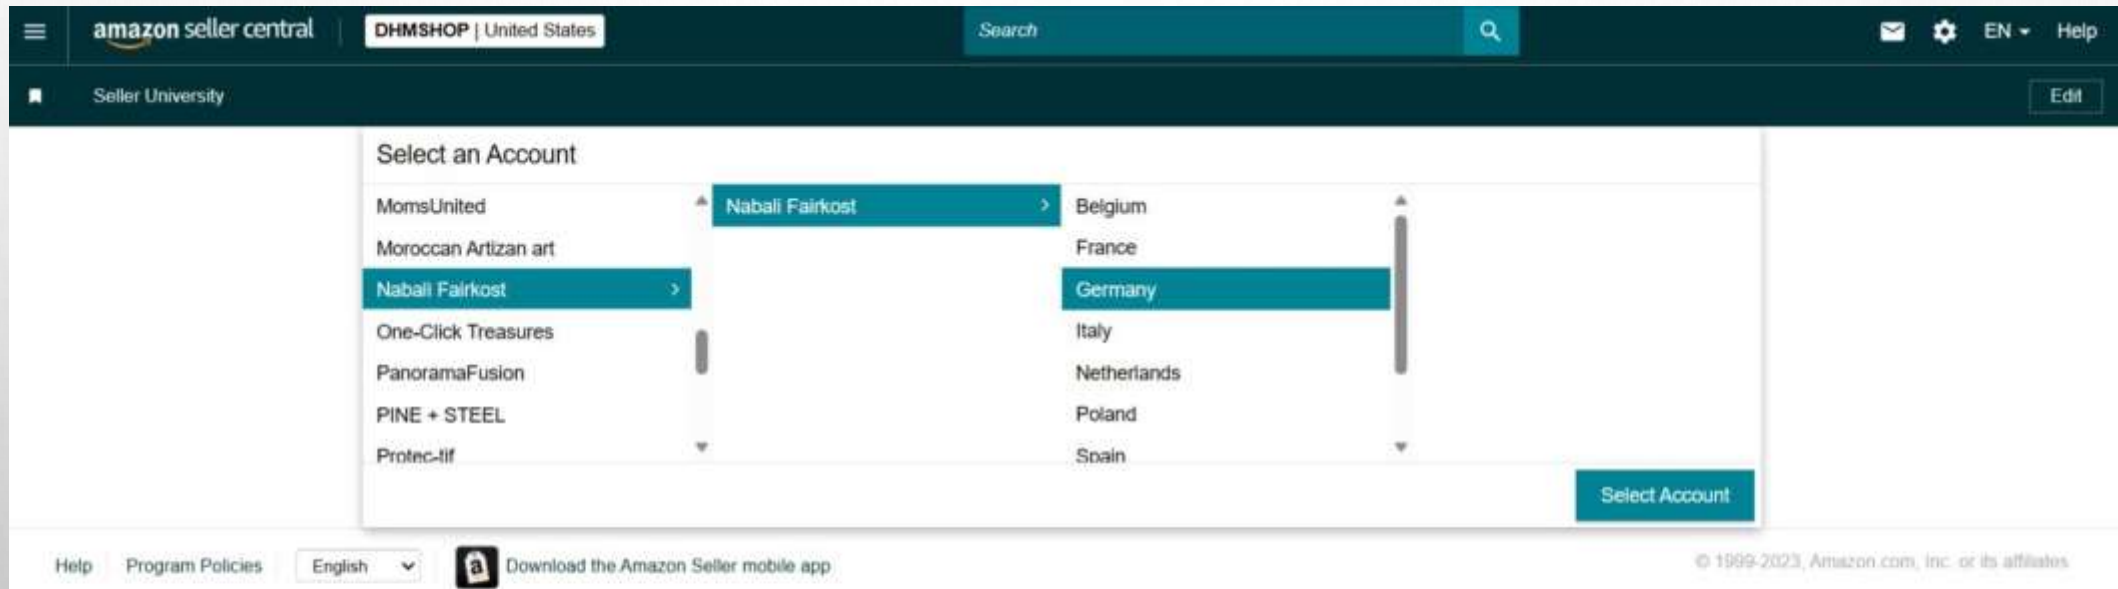 amazon seller central
DHMSHOP | United States
Search
EN
Help
Seller University
Edit
Select an Account
MomsUnited
Moroccan Artizan art
Nabali Fairkost
One-Click Treasures
PanoramaFusion
PINE + STEEL
Protec-tif
Nabali Fairkost
Belgium
France
Germany
Italy
Netherlands
Poland
Spain
Select Account
Help
Program Policies
English
a
Download the Amazon Seller mobile app
© 1999-2023, Amazon.com, Inc. or its affiliates